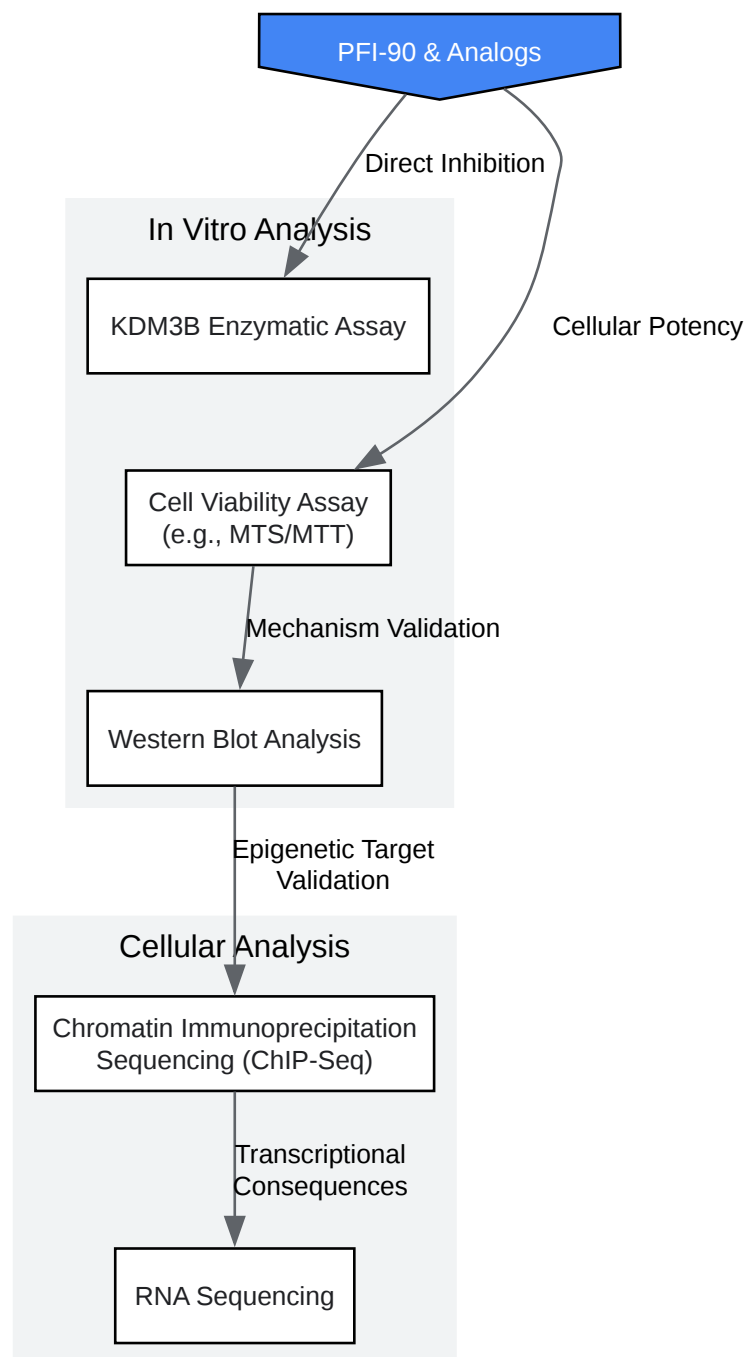 PFI-90 & Analogs
Direct Inhibition
In Vitro Analysis
KDM3B Enzymatic Assay
Cellular Potency
Cell Viability Assay
(e.g., MTS/MTT)
Mechanism Validation
Western Blot Analysis
Epigenetic Target
Validation
Cellular Analysis
Chromatin Immunoprecipitation
Sequencing (ChIP-Seq)
Transcriptional
Consequences
RNA Sequencing